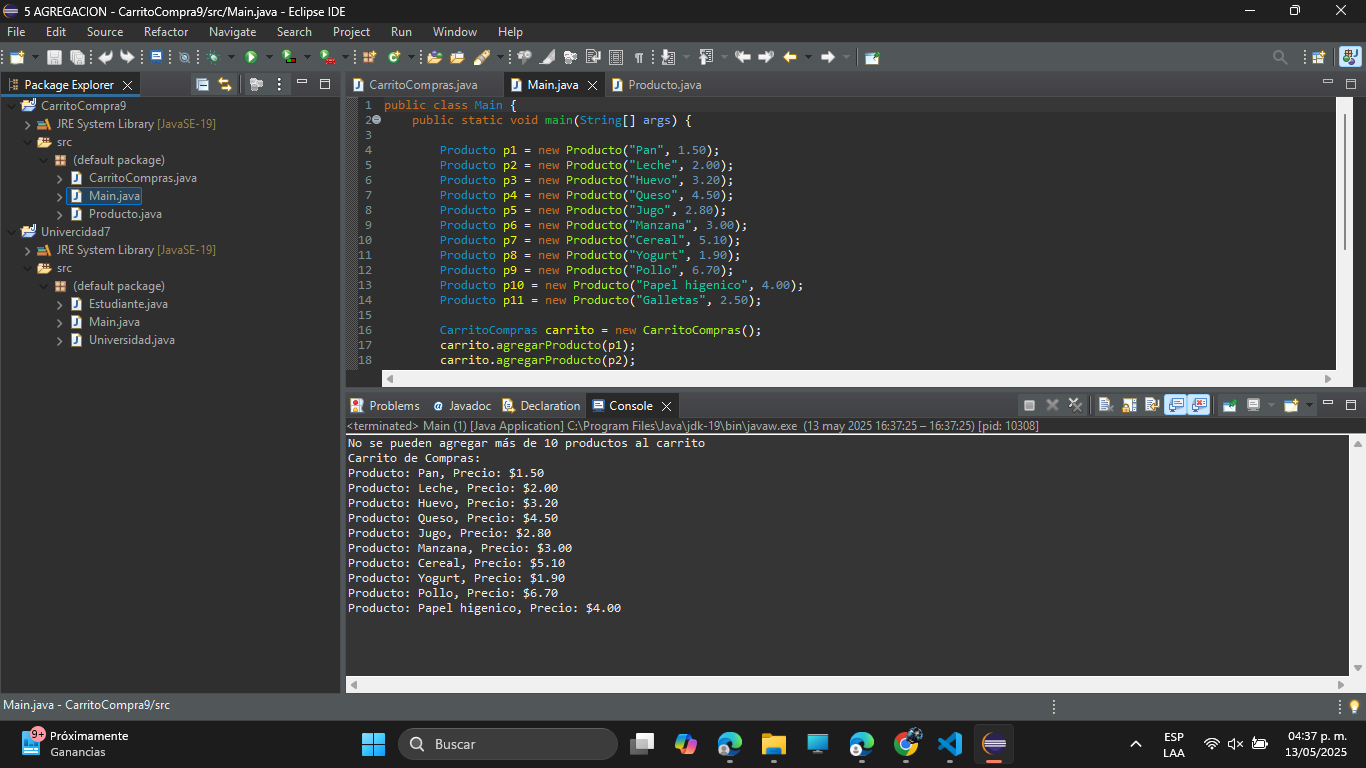 5 AGREGACION - CarritoCompra9/src/Main.java - Eclipse IDE
File Edit Source Refactor Navigate Search Project Run Window Help
Package Explorer
CarritoCompra9
JRE System Library [JavaSE-19]
src
(default package)
CarritoCompras.java
Main.java
Producto.java
Univercidad7
JRE System Library [JavaSE-19]
src
(default package)
Estudiante.java
Main.java
Universidad.java
CarritoCompras.java Main.java Producto.java
1 public class Main {
2 public static void main(String[] args) {
3
4 Producto p1 = new Producto("Pan", 1.50);
5 Producto p2 = new Producto("Leche", 2.00);
6 Producto p3 = new Producto("Huevo", 3.20);
7 Producto p4 = new Producto("Queso", 4.50);
8 Producto p5 = new Producto("Jugo", 2.80);
9 Producto p6 = new Producto("Manzana", 3.00);
10 Producto p7 = new Producto("Cereal", 5.10);
11 Producto p8 = new Producto("Yogurt", 1.90);
12 Producto p9 = new Producto("Pollo", 6.70);
13 Producto p10 = new Producto("Papel higenico", 4.00);
14 Producto p11 = new Producto("Galletas", 2.50);
15
16 CarritoCompras carrito = new CarritoCompras();
17 carrito.agregarProducto(p1);
18 carrito.agregarProducto(p2);
Problems Javadoc Declaration Console
<terminated> Main (1) [Java Application] C:\Program Files\Java\jdk-19\bin\javaw.exe (13 may 2025 16:37:25 – 16:37:25) [pid: 10308]
No se pueden agregar más de 10 productos al carrito
Carrito de Compras:
Producto: Pan, Precio: $1.50
Producto: Leche, Precio: $2.00
Producto: Huevo, Precio: $3.20
Producto: Queso, Precio: $4.50
Producto: Jugo, Precio: $2.80
Producto: Manzana, Precio: $3.00
Producto: Cereal, Precio: $5.10
Producto: Yogurt, Precio: $1.90
Producto: Pollo, Precio: $6.70
Producto: Papel higenico, Precio: $4.00
Main.java - CarritoCompra9/src
9+
Próximamente
Ganancias
Buscar
ESP
LAA
04:37 p. m.
13/05/2025